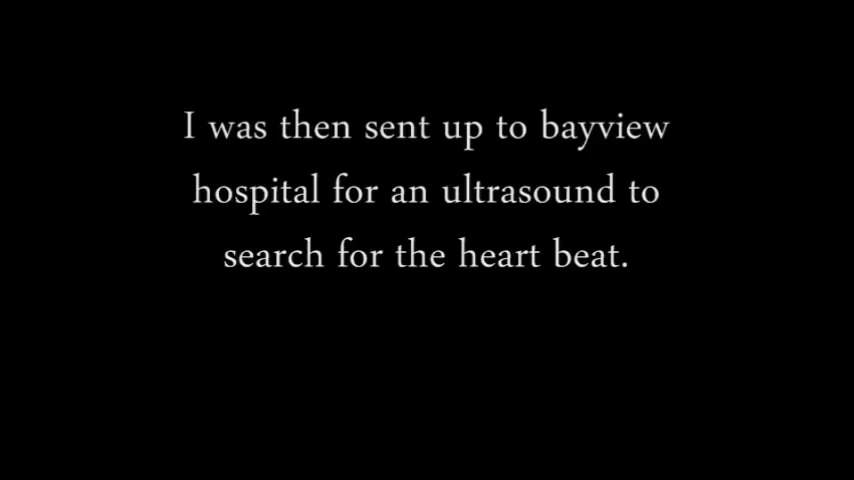 I was then sent up to bayview
hospital for an ultrasound to
search for the heart beat.